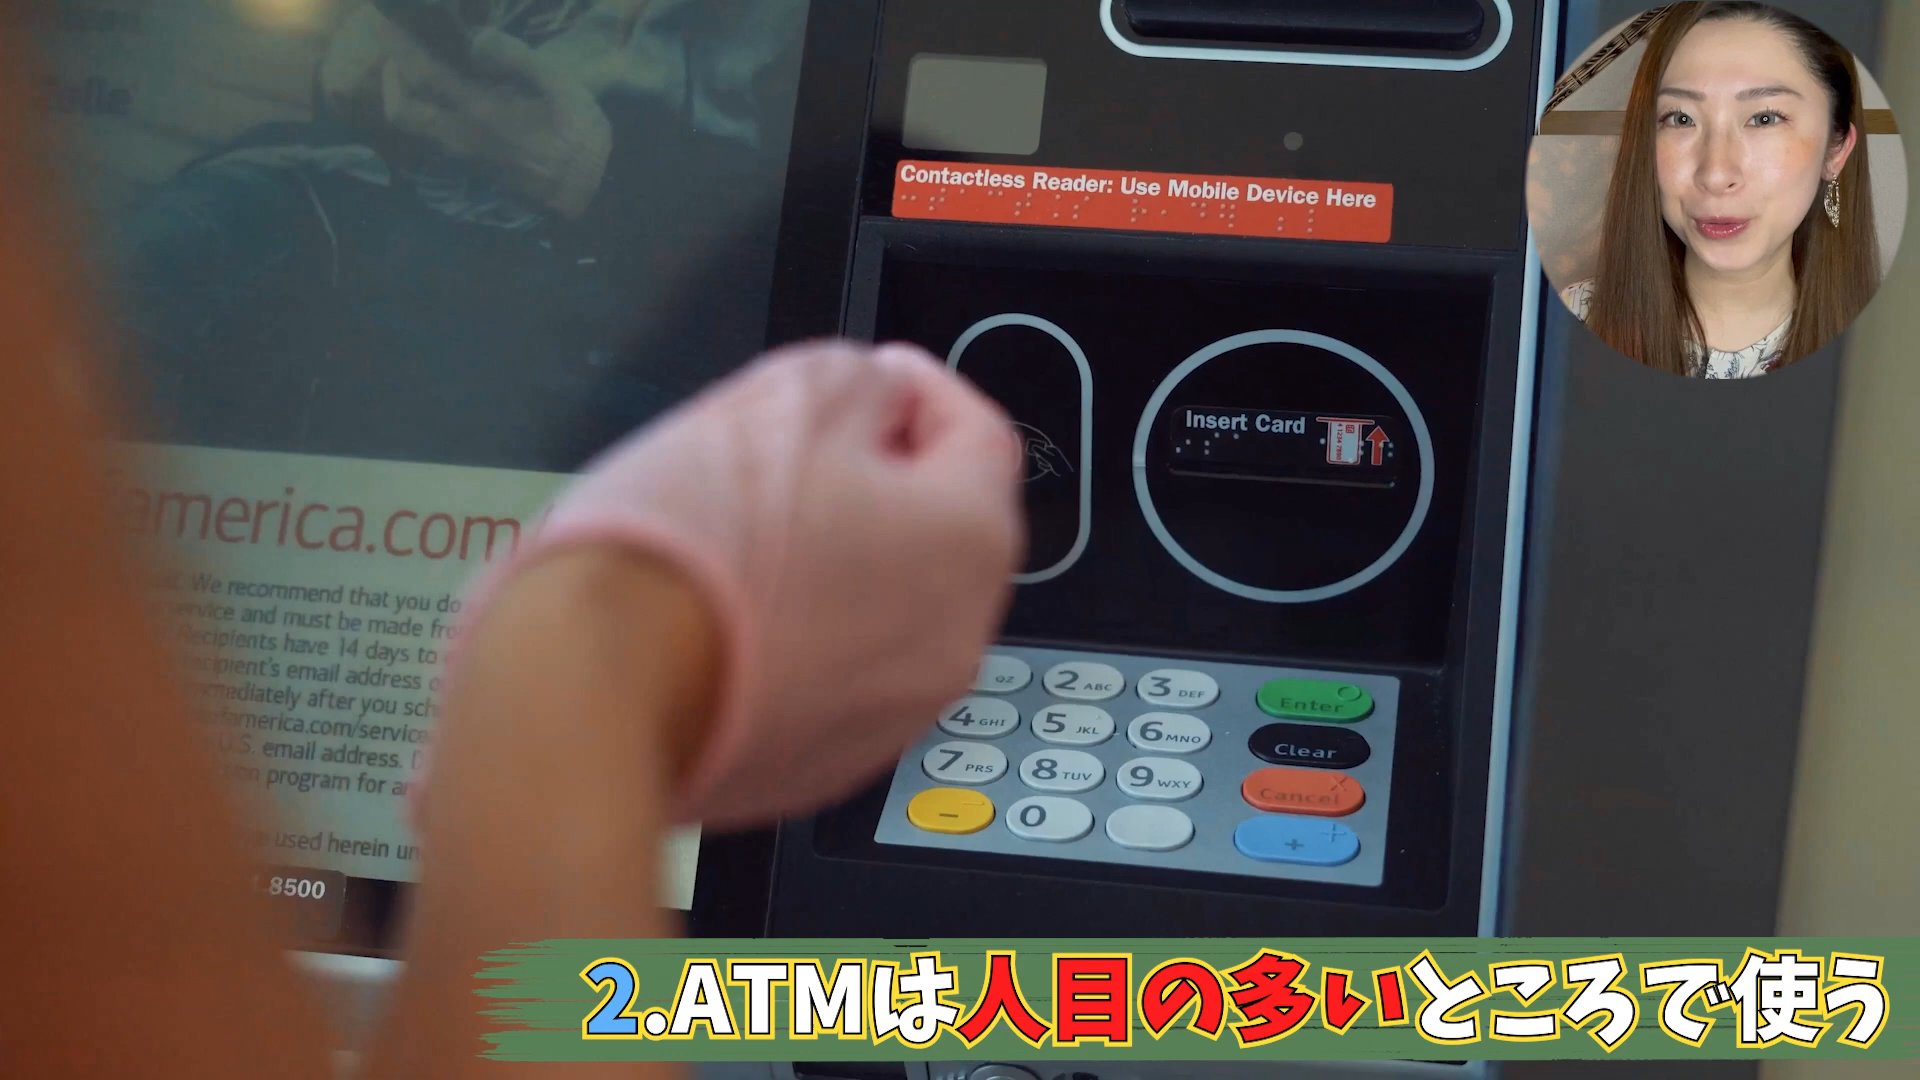 Contactless Reader: Use Mobile Device Here
Insert Card
america.com
We recommend that you do
service and must be made
Recipients have 14 days to
recipient's email address
immediately after you
ofamerica.com/service
U.S. email address.
program for
used herein
8500
QZ 2 ABC 3 DEF Enter
4 GHI 5 JKL 6 MNO Clear
7 PRS 8 TUV 9 WXY Cancel
- 0 +
2.ATMは人目の多いところで使う